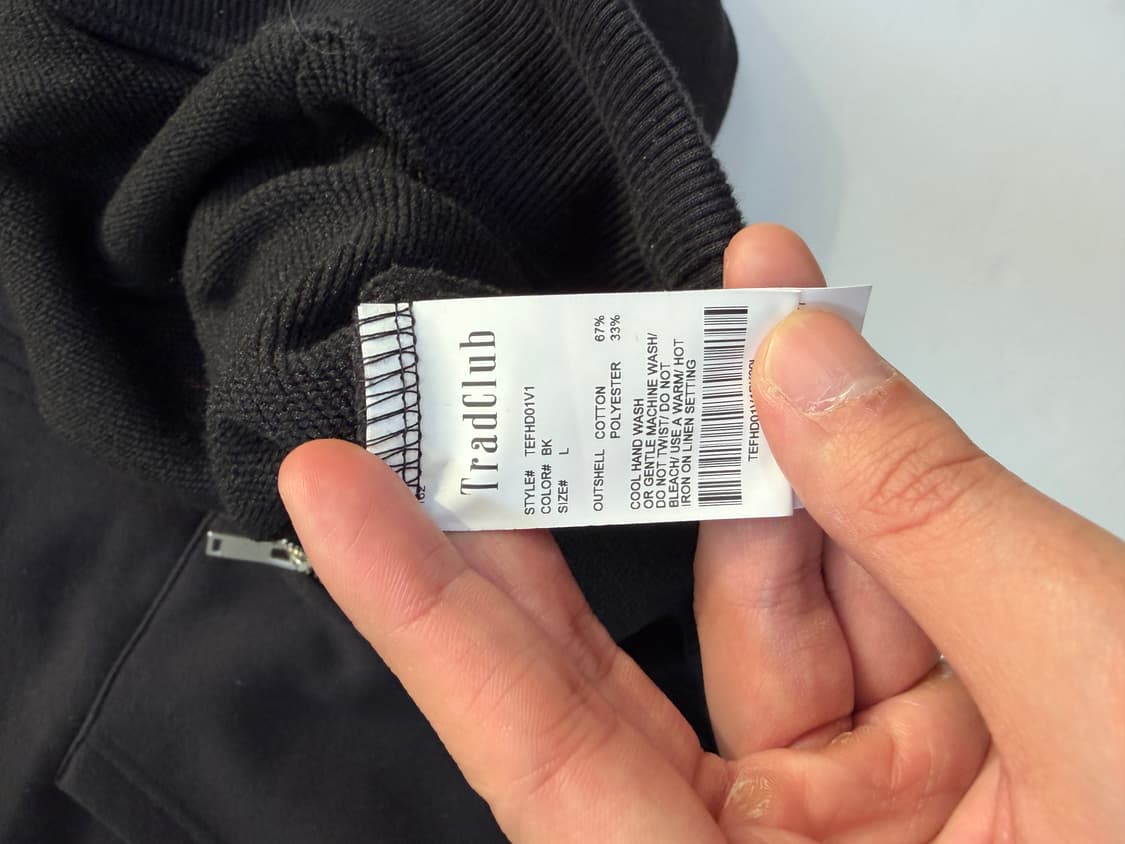 TradClub
STYLE# TEFHD01V1
COLOR# BK
SIZE# L
OUTSHELL COTTON 67%
POLYESTER 33%
COOL HAND WASH
OR GENTLE MACHINE WASH/
DO NOT TWIST/ DO NOT
BLEACH/ USE A WARM/ HOT
IRON ON LINEN SETTING